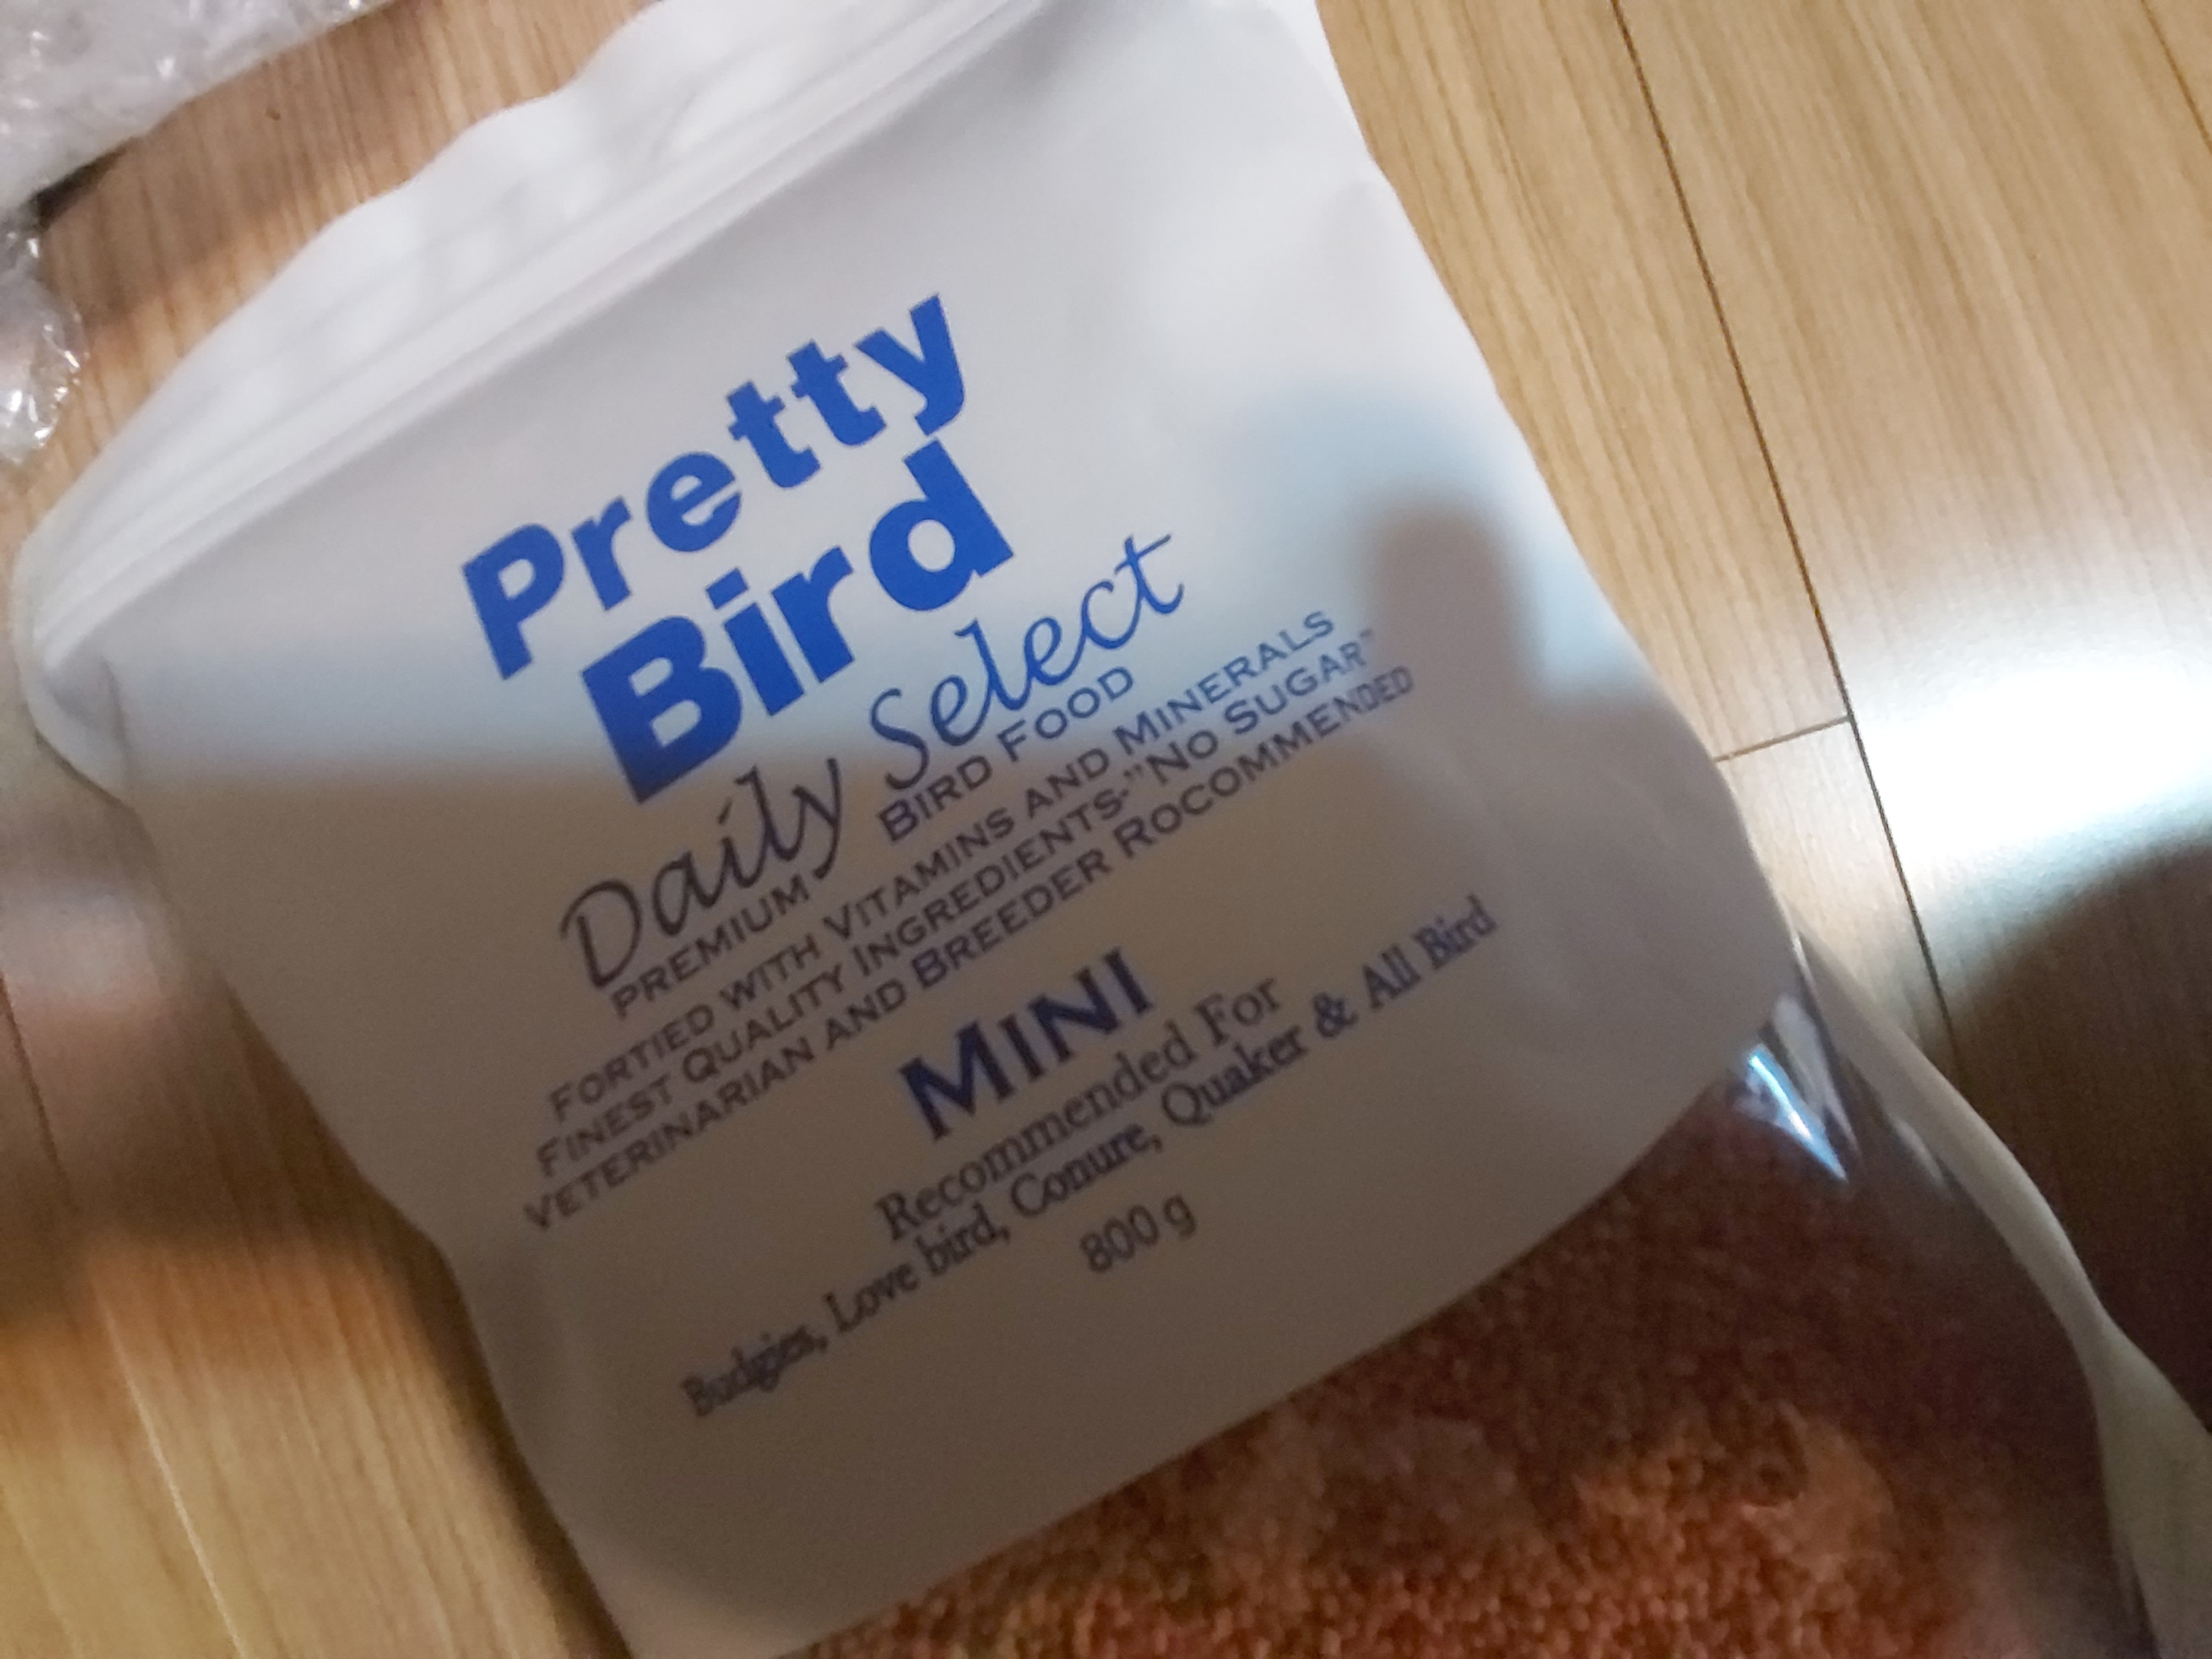 Pretty
Bird
Daily Select
PREMIUM BIRD FOOD
FORTIED WITH VITAMINS AND MINERALS
FINEST QUALITY INGREDIENTS-"NO SUGAR"
VETERINARIAN AND BREEDER ROCOMMENDED
MINI
Recommended For
Budgies, Love bird, Conure, Quaker & All Bird
800 g